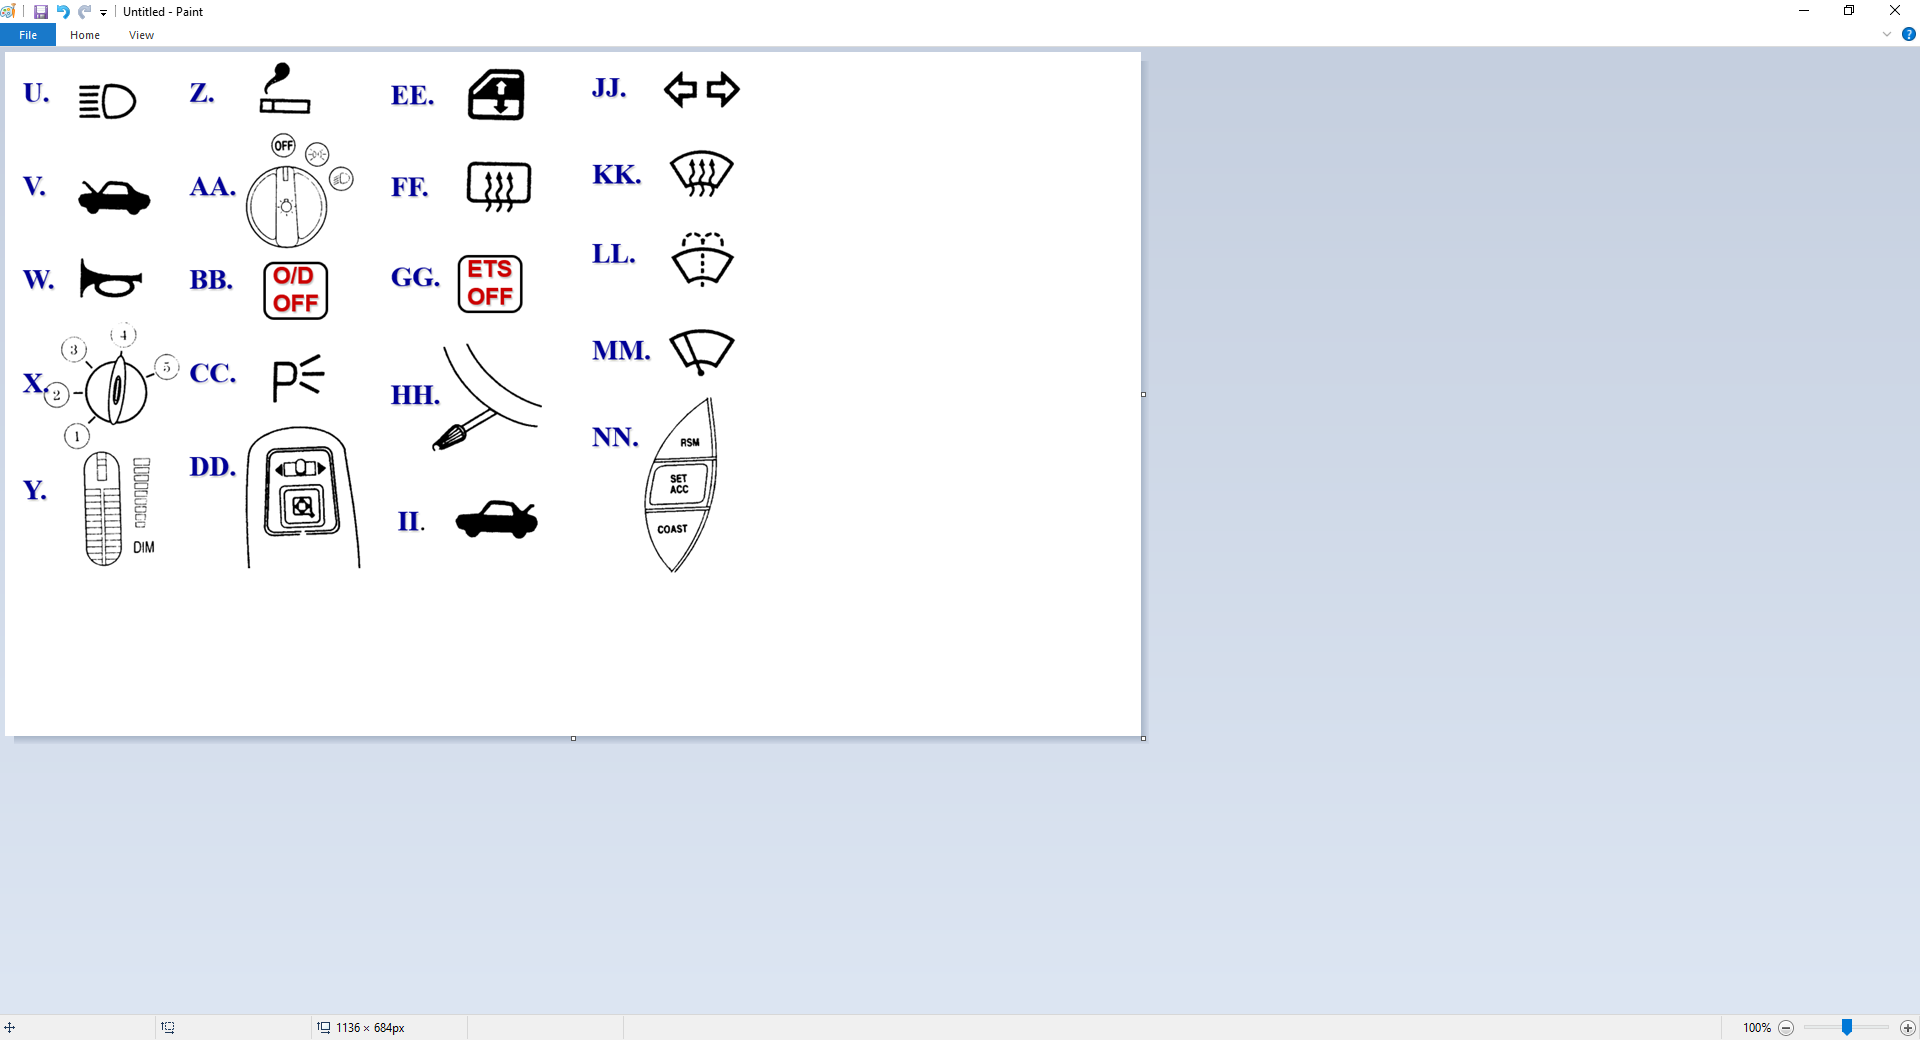 Untitled - Paint
File Home View
U.
Z.
EE.
JJ.
OFF
V.
AA.
FF.
KK.
W.
BB.
O/D
OFF
GG.
ETS
OFF
LL.
X.
1
2
3
4
5
CC.
HH.
MM.
Y.
DIM
DD.
II.
NN.
RSM
SET
ACC
COAST
1136 × 684px
100%